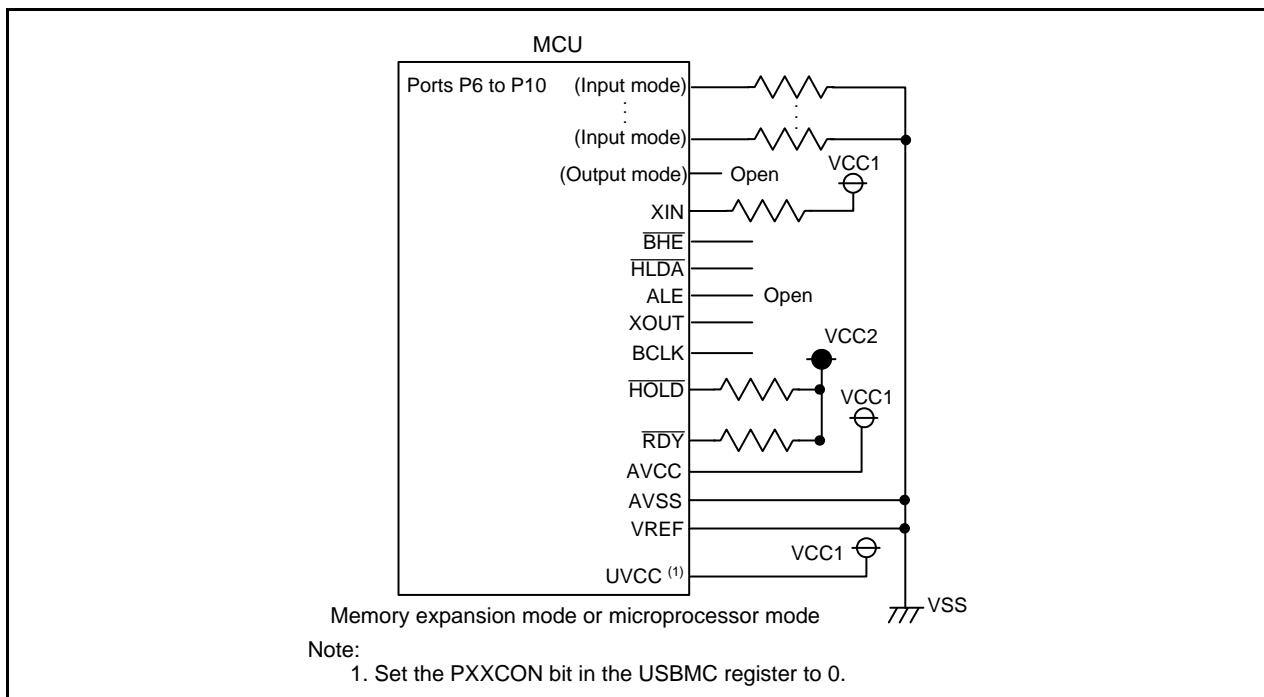 MCU
Ports P6 to P10 (Input mode)
(Input mode)
(Output mode) Open
VCC1
XIN
BHE
HLDA
ALE Open
XOUT
VCC2
BCLK
HOLD
VCC1
RDY
AVCC
AVSS
VREF
VCC1
UVCC (1)
VSS
Memory expansion mode or microprocessor mode
Note:
1. Set the PXXCON bit in the USBMC register to 0.